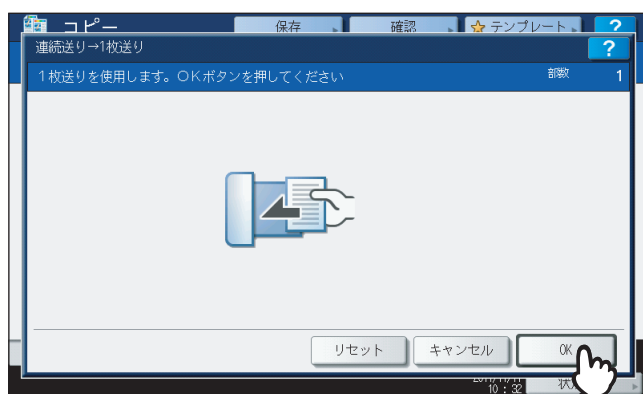 コピー
保存
確認
テンプレート
?
連続送り→1枚送り
?
1枚送りを使用します。OKボタンを押してください
部数 1
リセット
キャンセル
OK
10:32